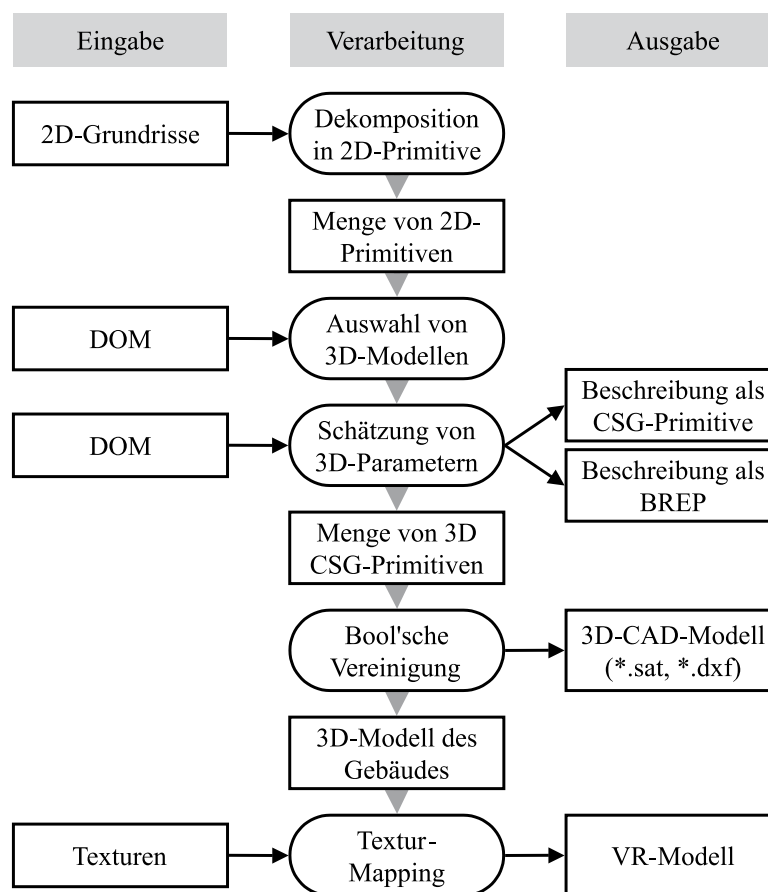 Eingabe
Verarbeitung
Ausgabe
2D-Grundrisse
Dekomposition
in 2D-Primitive
Menge von 2D-
Primitiven
DOM
Auswahl von
3D-Modellen
DOM
Schätzung von
3D-Parametern
Beschreibung als
CSG-Primitive
Beschreibung als
BREP
Menge von 3D
CSG-Primitiven
Bool'sche
Vereinigung
3D-CAD-Modell
(*.sat, *.dxf)
3D-Modell des
Gebäudes
Texturen
Textur-
Mapping
VR-Modell